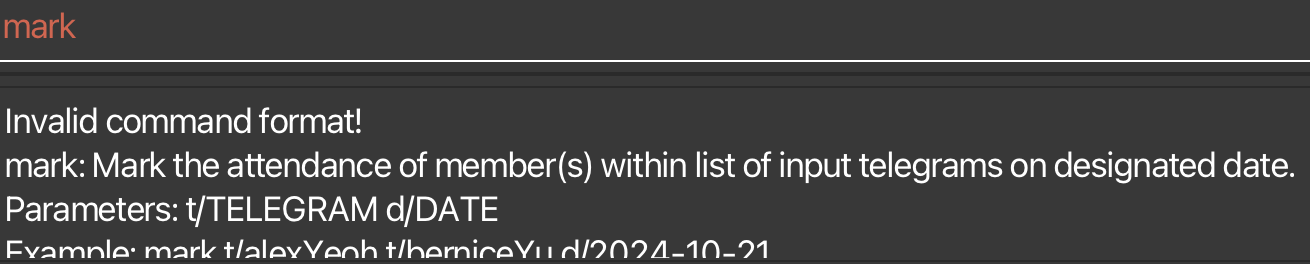 mark
Invalid command format!
mark: Mark the attendance of member(s) within list of input telegrams on designated date.
Parameters: t/TELEGRAM d/DATE
Example: mark t/alexYeoh t/berniceYu d/2024-10-21